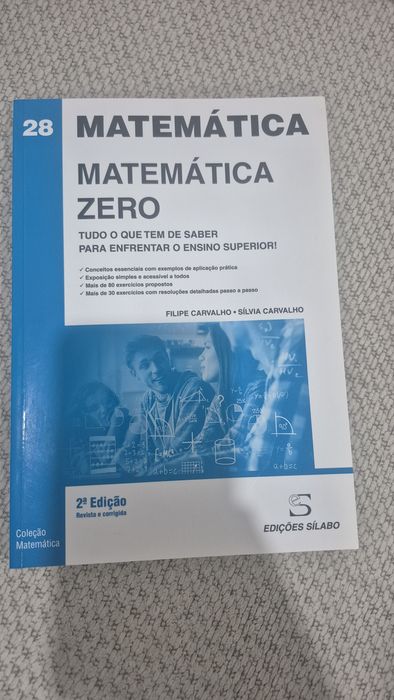 28
MATEMÁTICA
MATEMÁTICA
ZERO
TUDO O QUE TEM DE SABER
PARA ENFRENTAR O ENSINO SUPERIOR!
✓ Conceitos essenciais com exemplos de aplicação prática
✓ Exposição simples e acessível a todos
✓ Mais de 80 exercícios propostos
✓ Mais de 30 exercícios com resoluções detalhadas passo a passo
FILIPE CARVALHO • SÍLVIA CARVALHO
a+b=c
a+b=c
2ª Edição
Revista e corrigida
EDIÇÕES SÍLABO
Coleção
Matemática